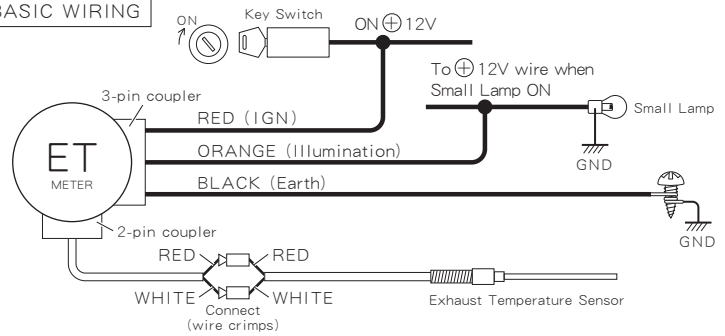 BASIC WIRING
ON
Key Switch
ON ⊕ 12V
To ⊕ 12V wire when
Small Lamp ON
3-pin coupler
Small Lamp
RED (IGN)
ET
METER
ORANGE (Illumination)
GND
BLACK (Earth)
GND
2-pin coupler
RED
RED
WHITE
WHITE
Connect
(wire crimps)
Exhaust Temperature Sensor